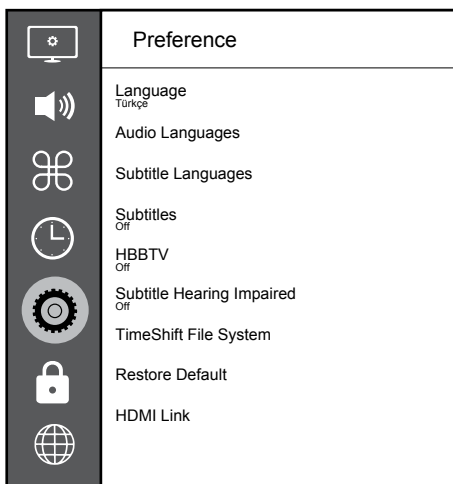 Preference
Language
Türkçe
Audio Languages
Subtitle Languages
Subtitles
Off
HBBTV
Off
Subtitle Hearing Impaired
Off
TimeShift File System
Restore Default
HDMI Link